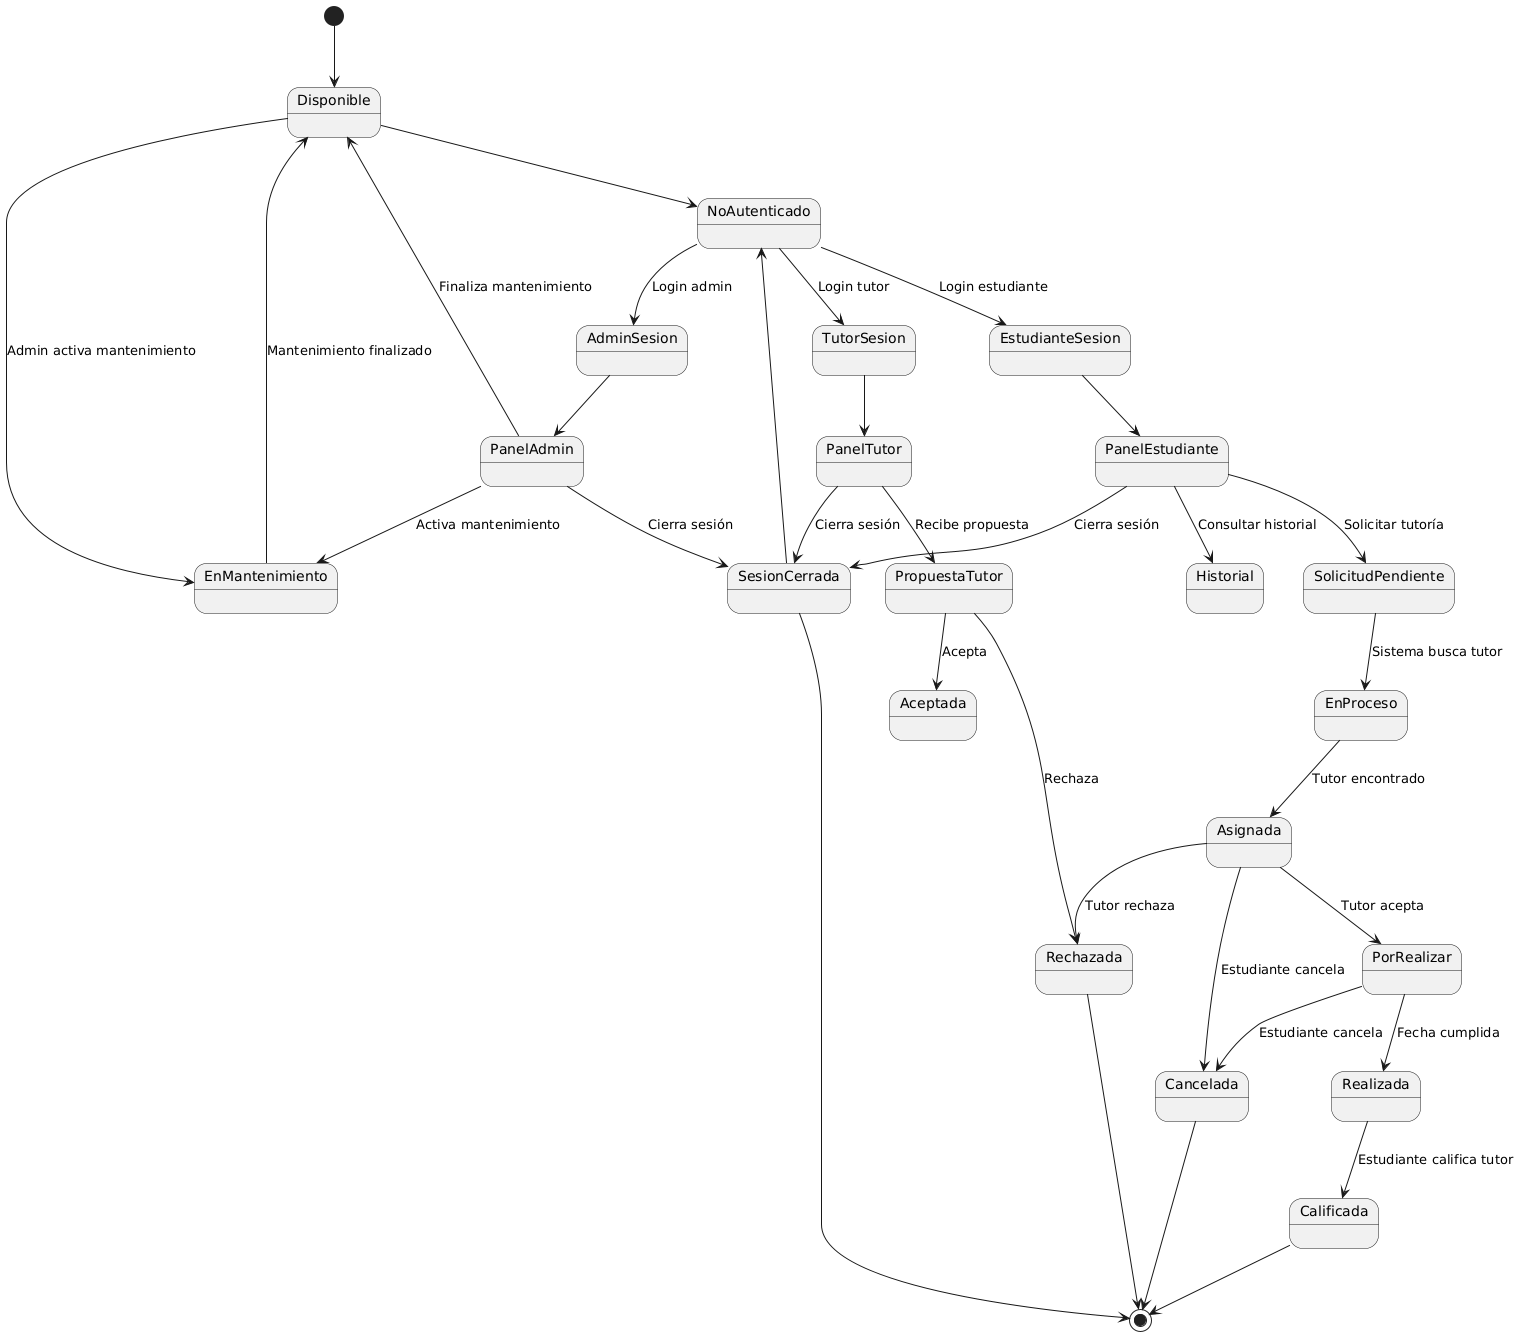 Disponible
NoAutenticado
Finaliza mantenimiento
Login admin
Login tutor
Login estudiante
Admin activa mantenimiento
Mantenimiento finalizado
AdminSesion
TutorSesion
EstudianteSesion
PanelAdmin
PanelTutor
PanelEstudiante
Activa mantenimiento
Cierra sesión
Cierra sesión
Recibe propuesta
Cierra sesión
Consultar historial
Solicitar tutoría
EnMantenimiento
SesionCerrada
PropuestaTutor
Historial
SolicitudPendiente
Acepta
Sistema busca tutor
Aceptada
EnProceso
Rechaza
Tutor encontrado
Asignada
Tutor rechaza
Tutor acepta
Rechazada
PorRealizar
Estudiante cancela
Estudiante cancela
Fecha cumplida
Cancelada
Realizada
Estudiante califica tutor
Calificada